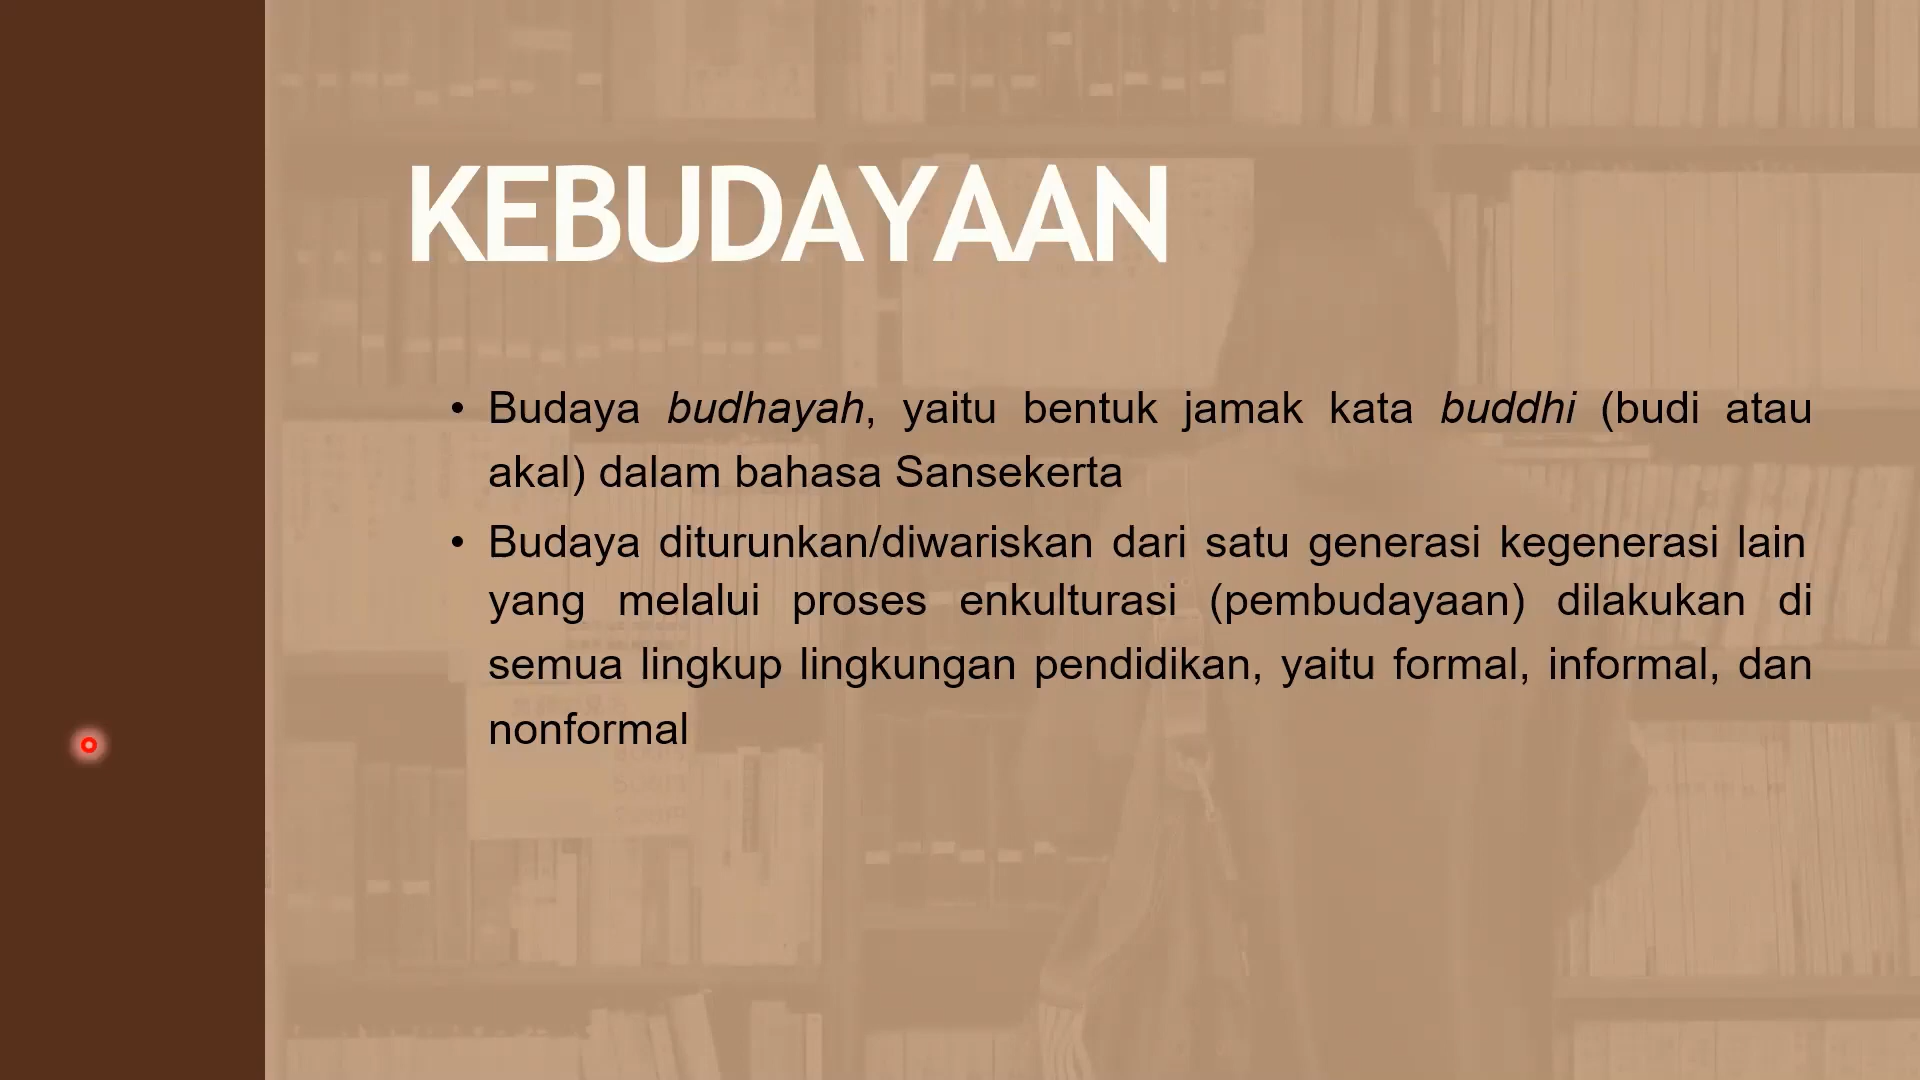 KEBUDAYAAN
• Budaya budhayah, yaitu bentuk jamak kata buddhi (budi atau
akal) dalam bahasa Sansekerta
• Budaya diturunkan/diwariskan dari satu generasi kegenerasi lain
yang melalui proses enkulturasi (pembudayaan) dilakukan di
semua lingkup lingkungan pendidikan, yaitu formal, informal, dan
nonformal